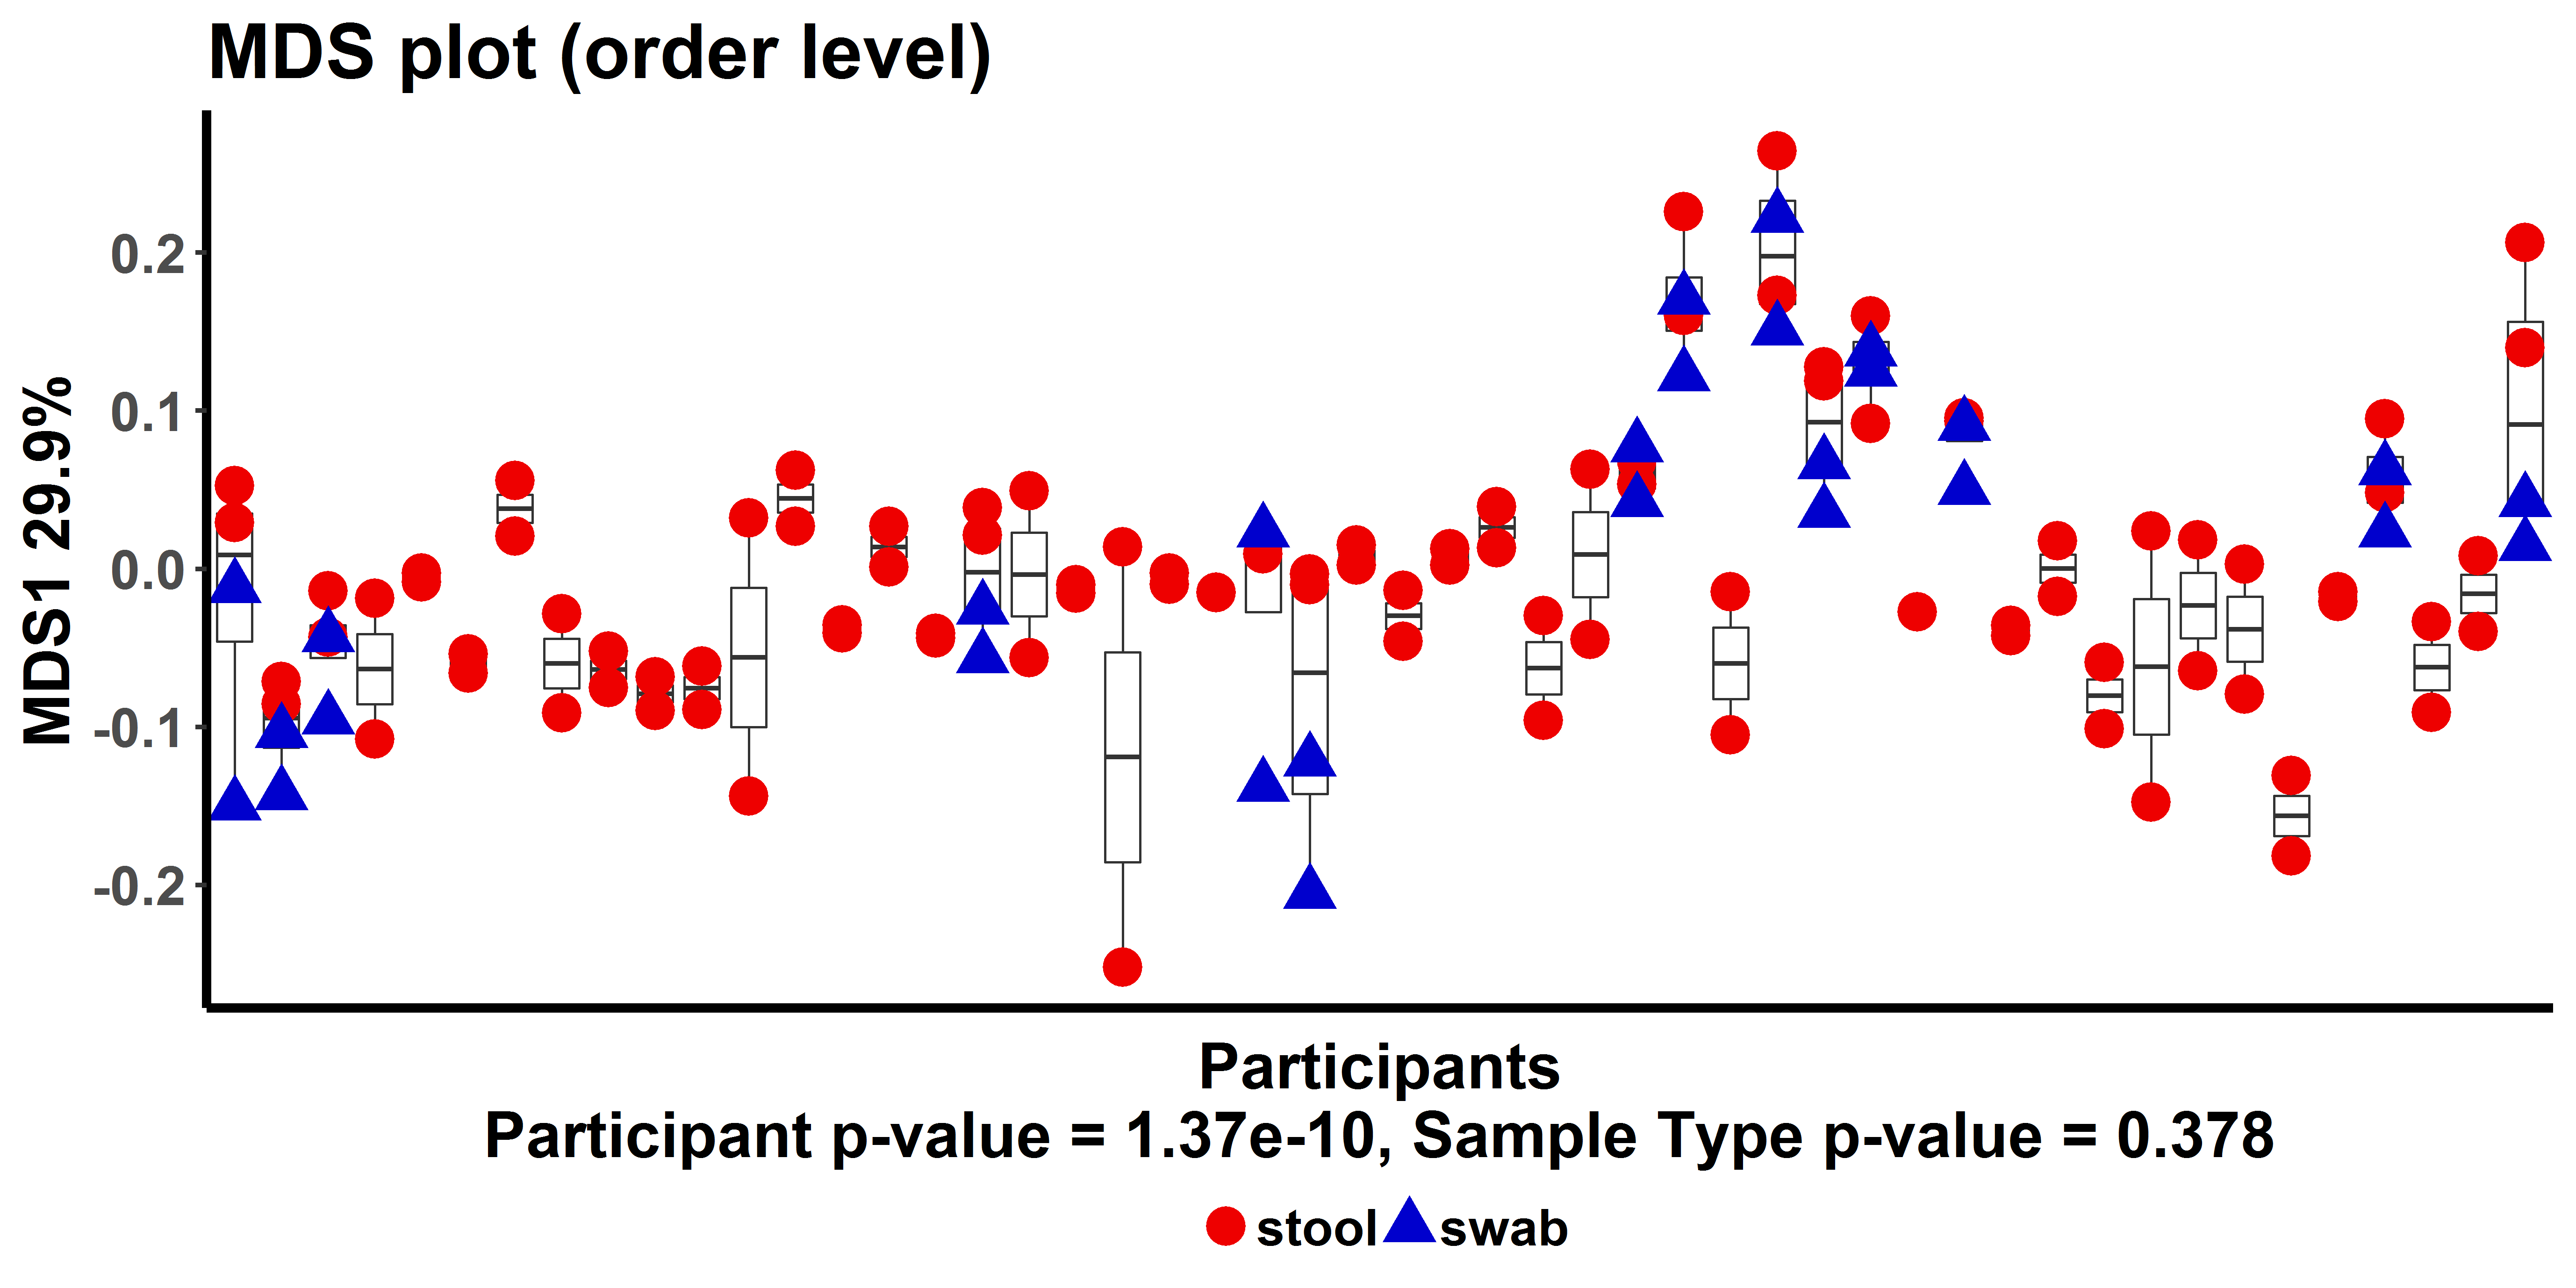 MDS plot (order level)
MDS1 29.9%
0.2
0.1
0.0
-0.1
-0.2
Participants
Participant p-value = 1.37e-10, Sample Type p-value = 0.378
stool swab